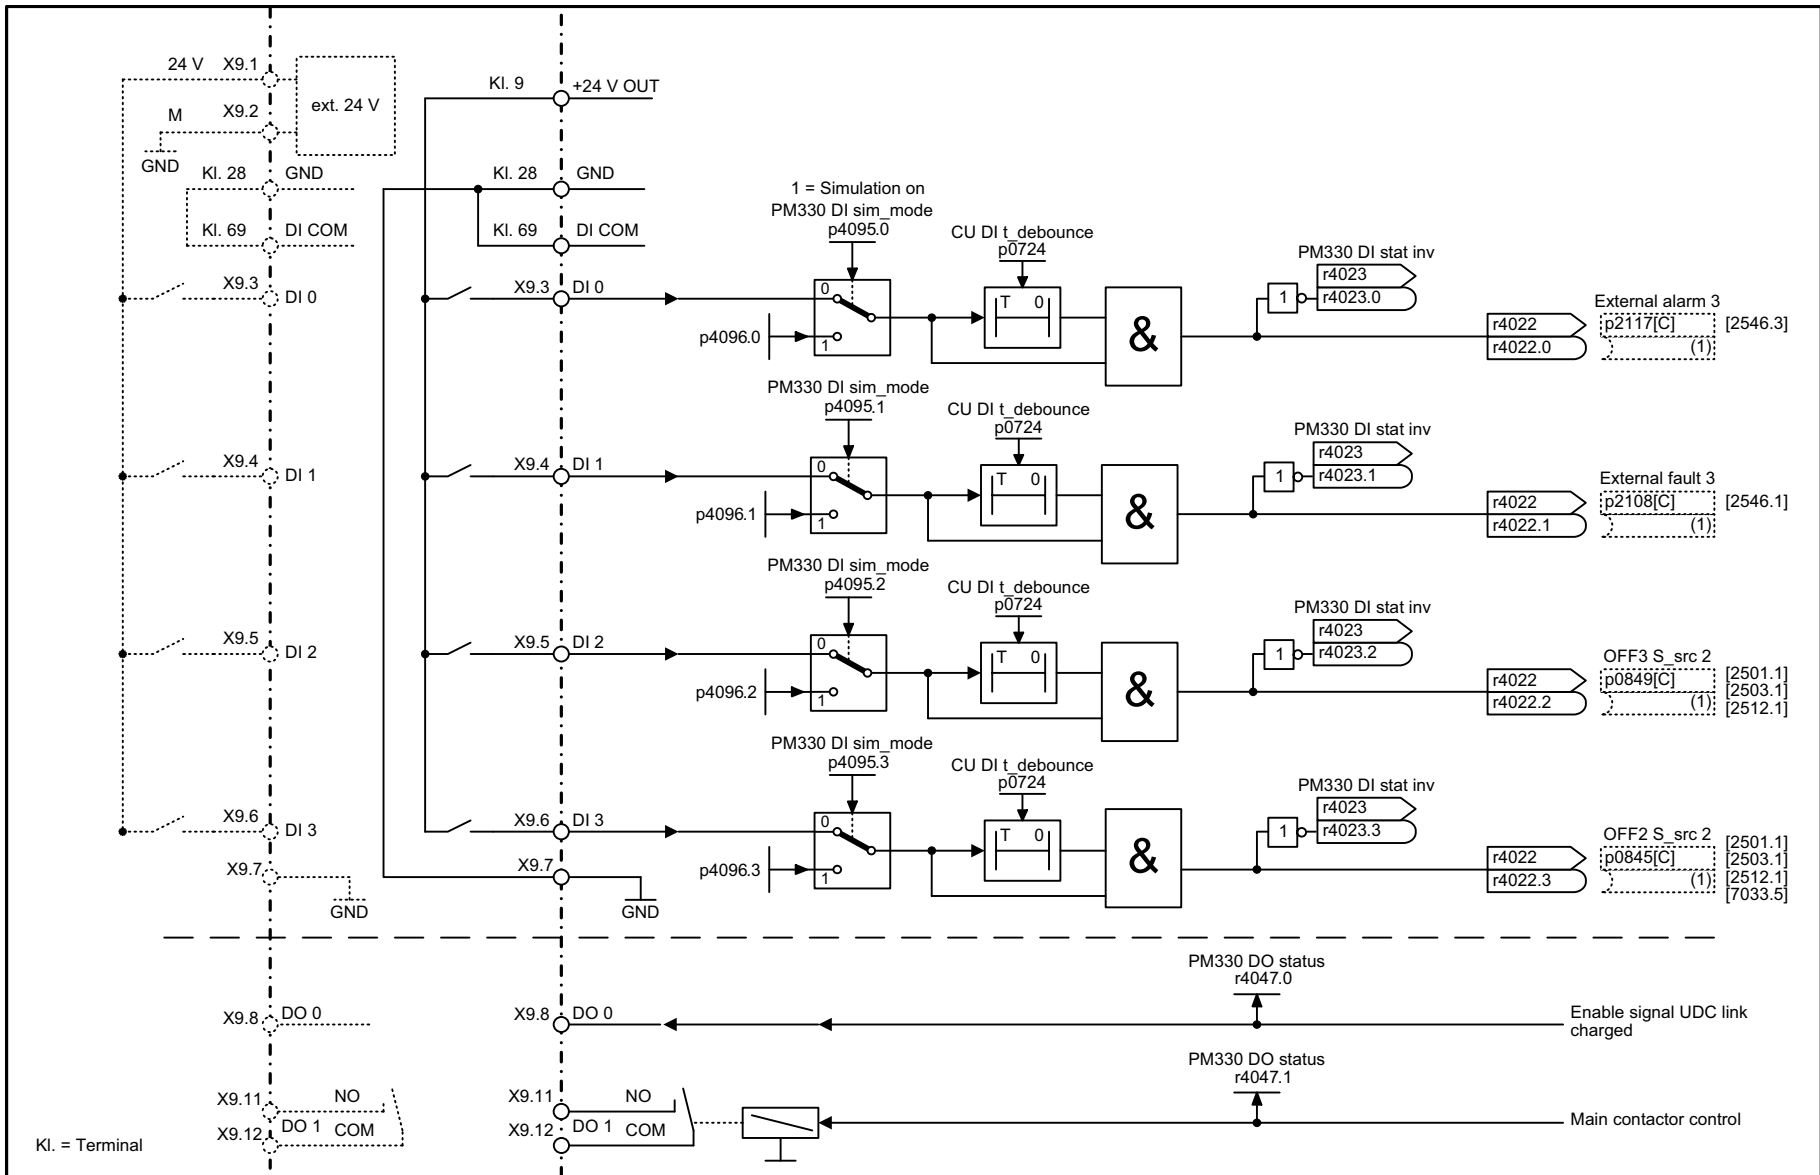 24 V X9.1
ext. 24 V
M X9.2
GND
Kl. 28 GND
Kl. 69 DI COM
X9.3 DI 0
X9.4 DI 1
X9.5 DI 2
X9.6 DI 3
X9.7
GND
Kl. 9 +24 V OUT
Kl. 28 GND
Kl. 69 DI COM
X9.3 DI 0
1 = Simulation on
PM330 DI sim_mode
p4095.0
0
1
p4096.0
CU DI t_debounce
p0724
T 0
&
1
PM330 DI stat inv
r4023
r4023.0
r4022
r4022.0
External alarm 3
p2117[C] [2546.3]
(1)
X9.4 DI 1
PM330 DI sim_mode
p4095.1
0
1
p4096.1
CU DI t_debounce
p0724
T 0
&
1
PM330 DI stat inv
r4023
r4023.1
r4022
r4022.1
External fault 3
p2108[C] [2546.1]
(1)
X9.5 DI 2
PM330 DI sim_mode
p4095.2
0
1
p4096.2
CU DI t_debounce
p0724
T 0
&
1
PM330 DI stat inv
r4023
r4023.2
r4022
r4022.2
OFF3 S_src 2
p0849[C]
(1)
[2501.1]
[2503.1]
[2512.1]
X9.6 DI 3
PM330 DI sim_mode
p4095.3
0
1
p4096.3
CU DI t_debounce
p0724
T 0
&
1
PM330 DI stat inv
r4023
r4023.3
r4022
r4022.3
OFF2 S_src 2
p0845[C]
(1)
[2501.1]
[2503.1]
[2512.1]
[7033.5]
X9.7
GND
X9.8 DO 0
X9.8 DO 0
PM330 DO status
r4047.0
Enable signal UDC link
charged
X9.11 NO
DO 1 COM
X9.12
X9.11 NO
DO 1 COM
X9.12
PM330 DO status
r4047.1
Main contactor control
Kl. = Terminal